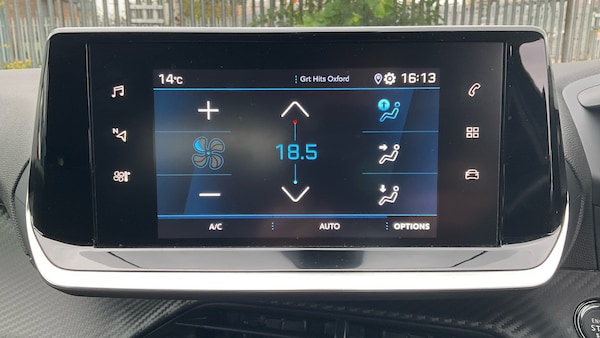 14°C
Grt Hits Oxford
16:13
N
18.5
A/C
AUTO
OPTIONS